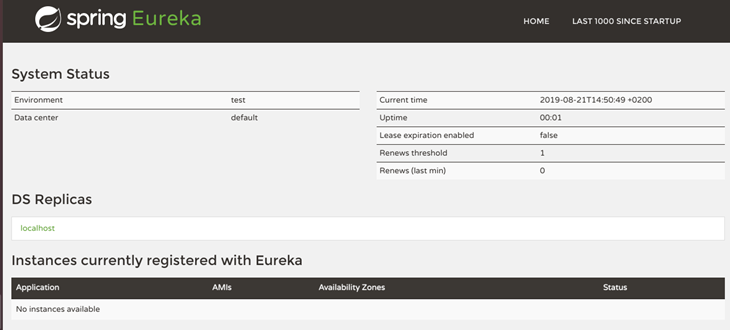 spring Eureka
HOME LAST 1000 SINCE STARTUP
System Status
Environment test
Data center default
Current time 2019-08-21T14:50:49 +0200
Uptime 00:01
Lease expiration enabled false
Renews threshold 1
Renews (last min) 0
DS Replicas
localhost
Instances currently registered with Eureka
Application AMIs Availability Zones Status
No instances available